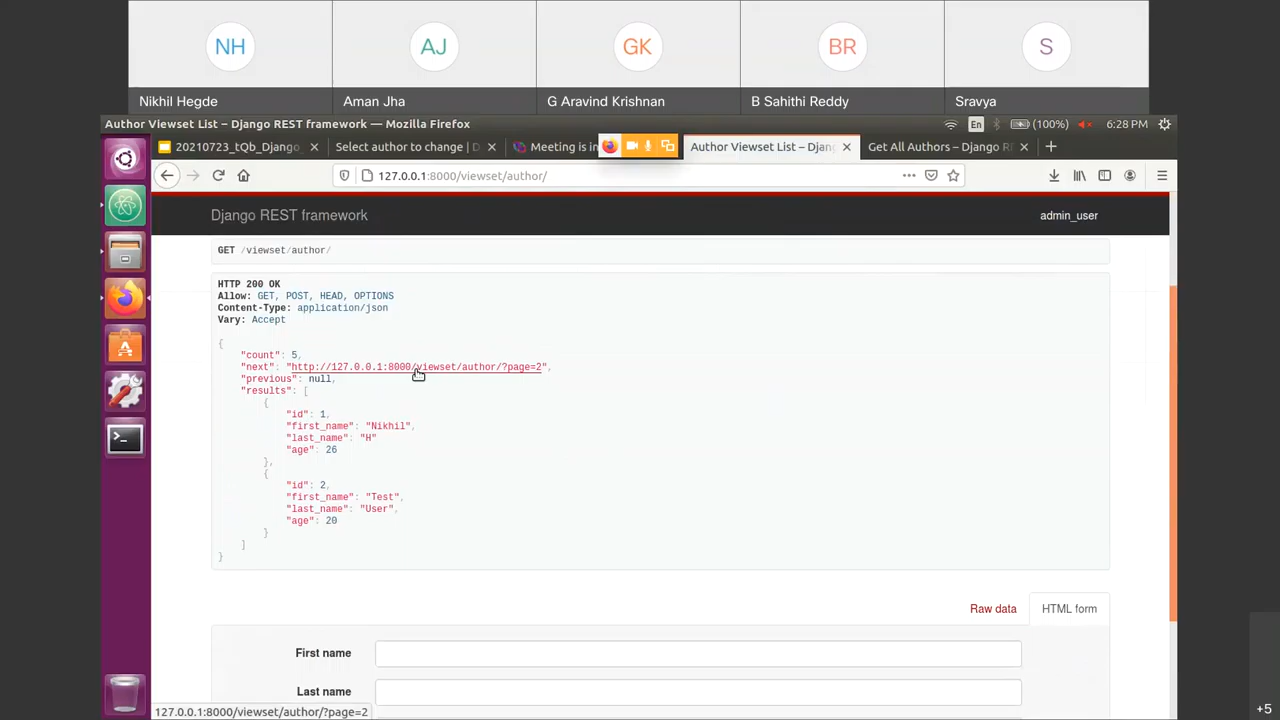 NH
AJ
GK
BR
S
Nikhil Hegde
Aman Jha
G Aravind Krishnan
B Sahithi Reddy
Sravya
Author Viewset List – Django REST framework — Mozilla Firefox
En
(100%)
6:28 PM
20210723_tQb_Django_
Select author to change | D
Meeting is in
Author Viewset List – Djang
Get All Authors – Django R
127.0.0.1:8000/viewset/author/
Django REST framework
admin_user
GET /viewset/author/
HTTP 200 OK
Allow: GET, POST, HEAD, OPTIONS
Content-Type: application/json
Vary: Accept
{
"count": 5,
"next": "http://127.0.0.1:8000/viewset/author/?page=2",
"previous": null,
"results": [
{
"id": 1,
"first_name": "Nikhil",
"last_name": "H"
"age": 26
},
{
"id": 2,
"first_name": "Test",
"last_name": "User",
"age": 20
}
]
}
Raw data
HTML form
First name
Last name
127.0.0.1:8000/viewset/author/?page=2
+5